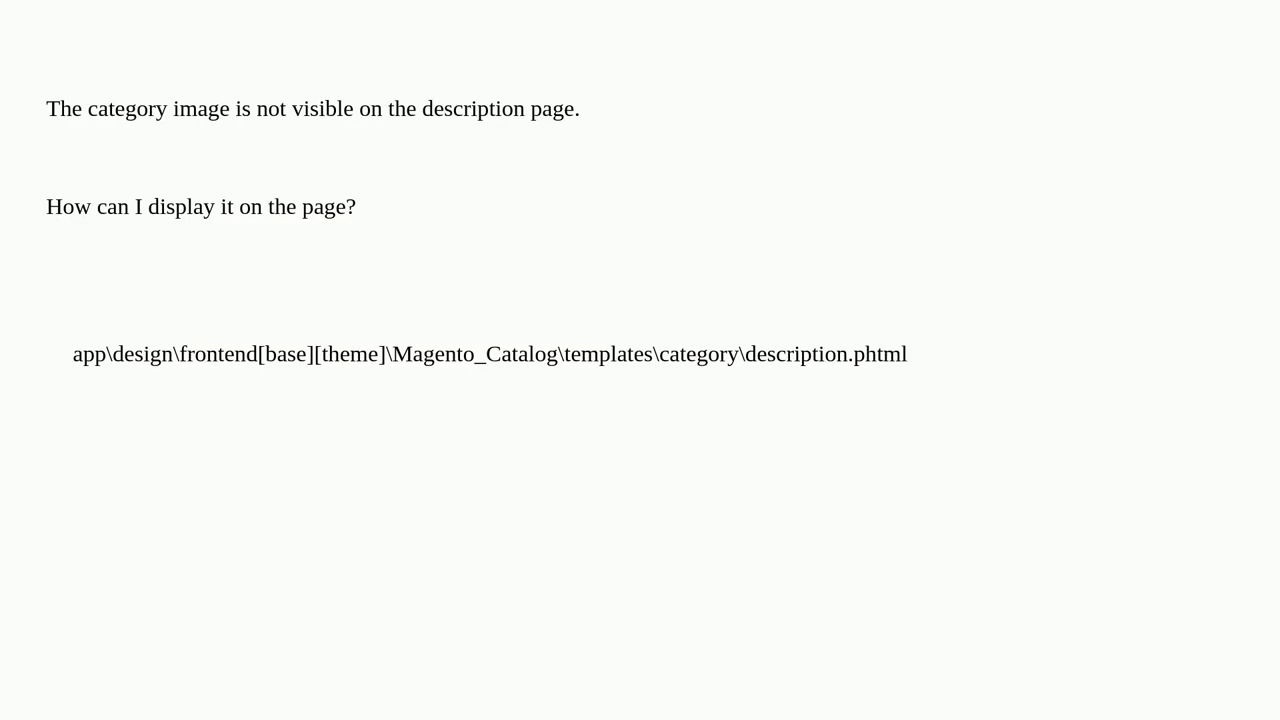 The category image is not visible on the description page.
How can I display it on the page?
app\design\frontend[base][theme]\Magento_Catalog\templates\category\description.phtml